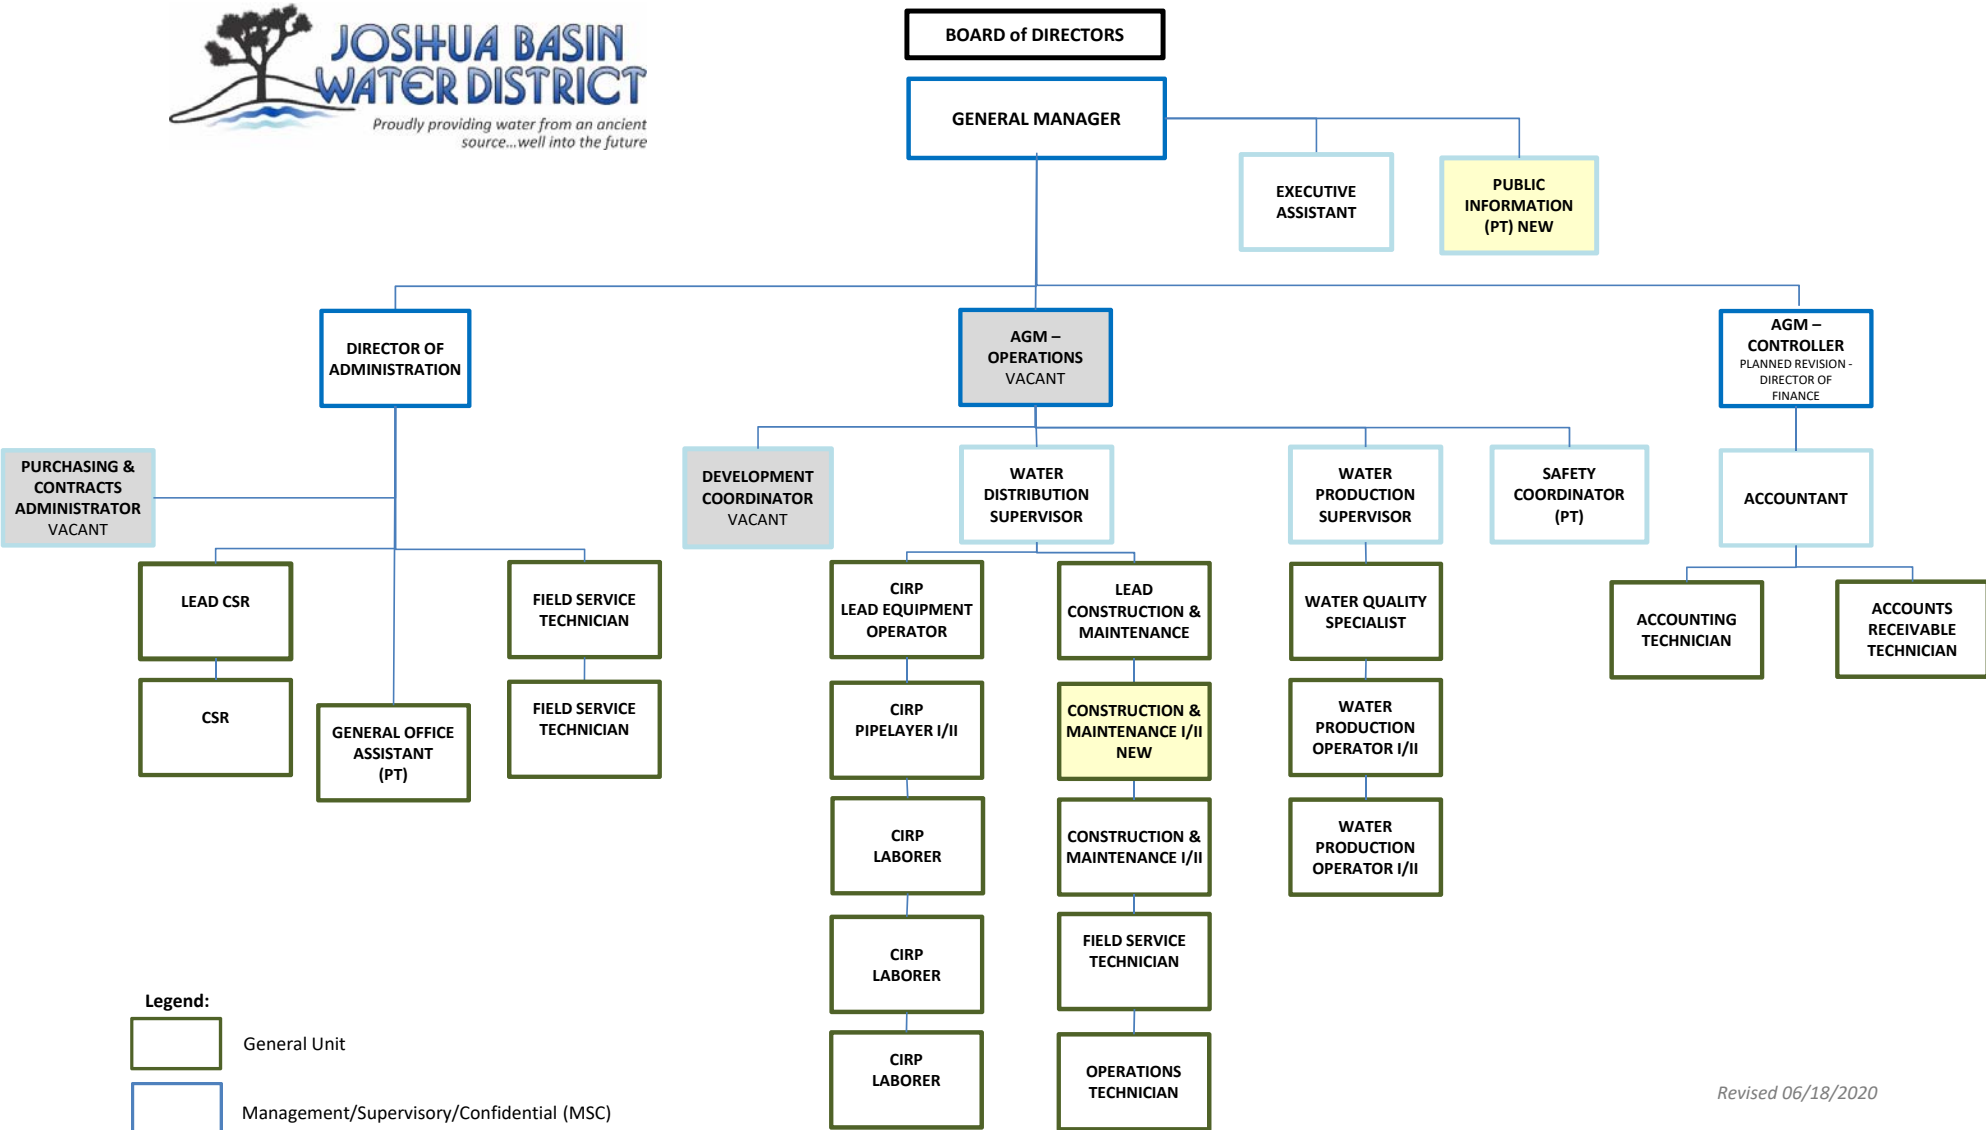 JOSHUA BASIN
WATER DISTRICT
Proudly providing water from an ancient
source...well into the future
BOARD of DIRECTORS
GENERAL MANAGER
EXECUTIVE
ASSISTANT
PUBLIC
INFORMATION
(PT) NEW
DIRECTOR OF
ADMINISTRATION
AGM –
OPERATIONS
VACANT
AGM –
CONTROLLER
PLANNED REVISION -
DIRECTOR OF
FINANCE
PURCHASING &
CONTRACTS
ADMINISTRATOR
VACANT
DEVELOPMENT
COORDINATOR
VACANT
WATER
DISTRIBUTION
SUPERVISOR
WATER
PRODUCTION
SUPERVISOR
SAFETY
COORDINATOR
(PT)
ACCOUNTANT
LEAD CSR
FIELD SERVICE
TECHNICIAN
CIRP
LEAD EQUIPMENT
OPERATOR
LEAD
CONSTRUCTION &
MAINTENANCE
WATER QUALITY
SPECIALIST
ACCOUNTING
TECHNICIAN
ACCOUNTS
RECEIVABLE
TECHNICIAN
CSR
GENERAL OFFICE
ASSISTANT
(PT)
FIELD SERVICE
TECHNICIAN
CIRP
PIPELAYER I/II
CONSTRUCTION &
MAINTENANCE I/II
NEW
WATER
PRODUCTION
OPERATOR I/II
CIRP
LABORER
CONSTRUCTION &
MAINTENANCE I/II
WATER
PRODUCTION
OPERATOR I/II
CIRP
LABORER
FIELD SERVICE
TECHNICIAN
CIRP
LABORER
OPERATIONS
TECHNICIAN
Legend:
General Unit
Management/Supervisory/Confidential (MSC)
Revised 06/18/2020